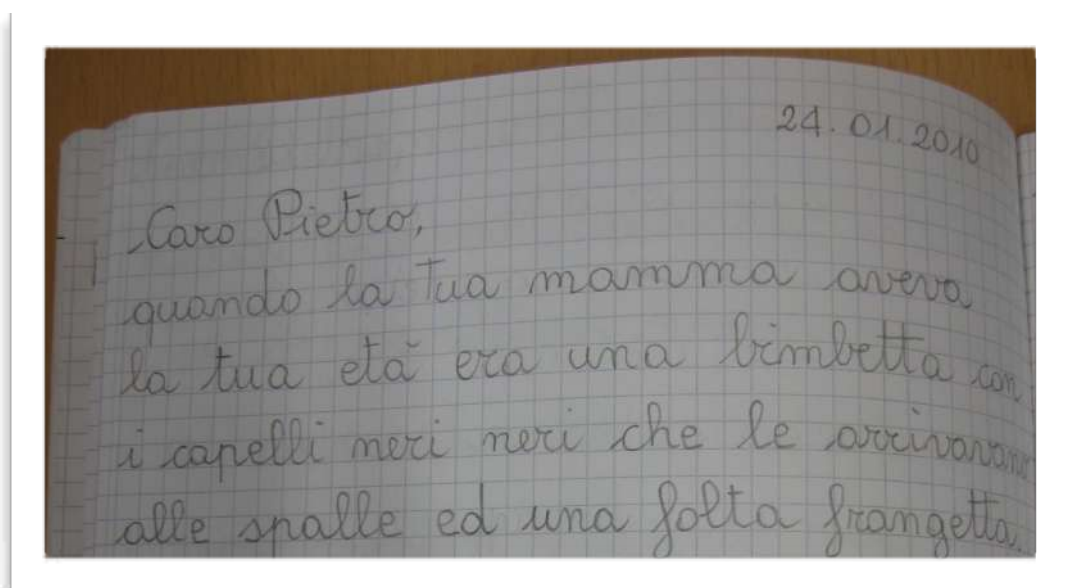 24.01.2010
Caro Pietro,
quando la tua mamma aveva
la tua età era una bimbetta con
i capelli neri neri che le arrivavano
alle spalle ed una folta frangetta.